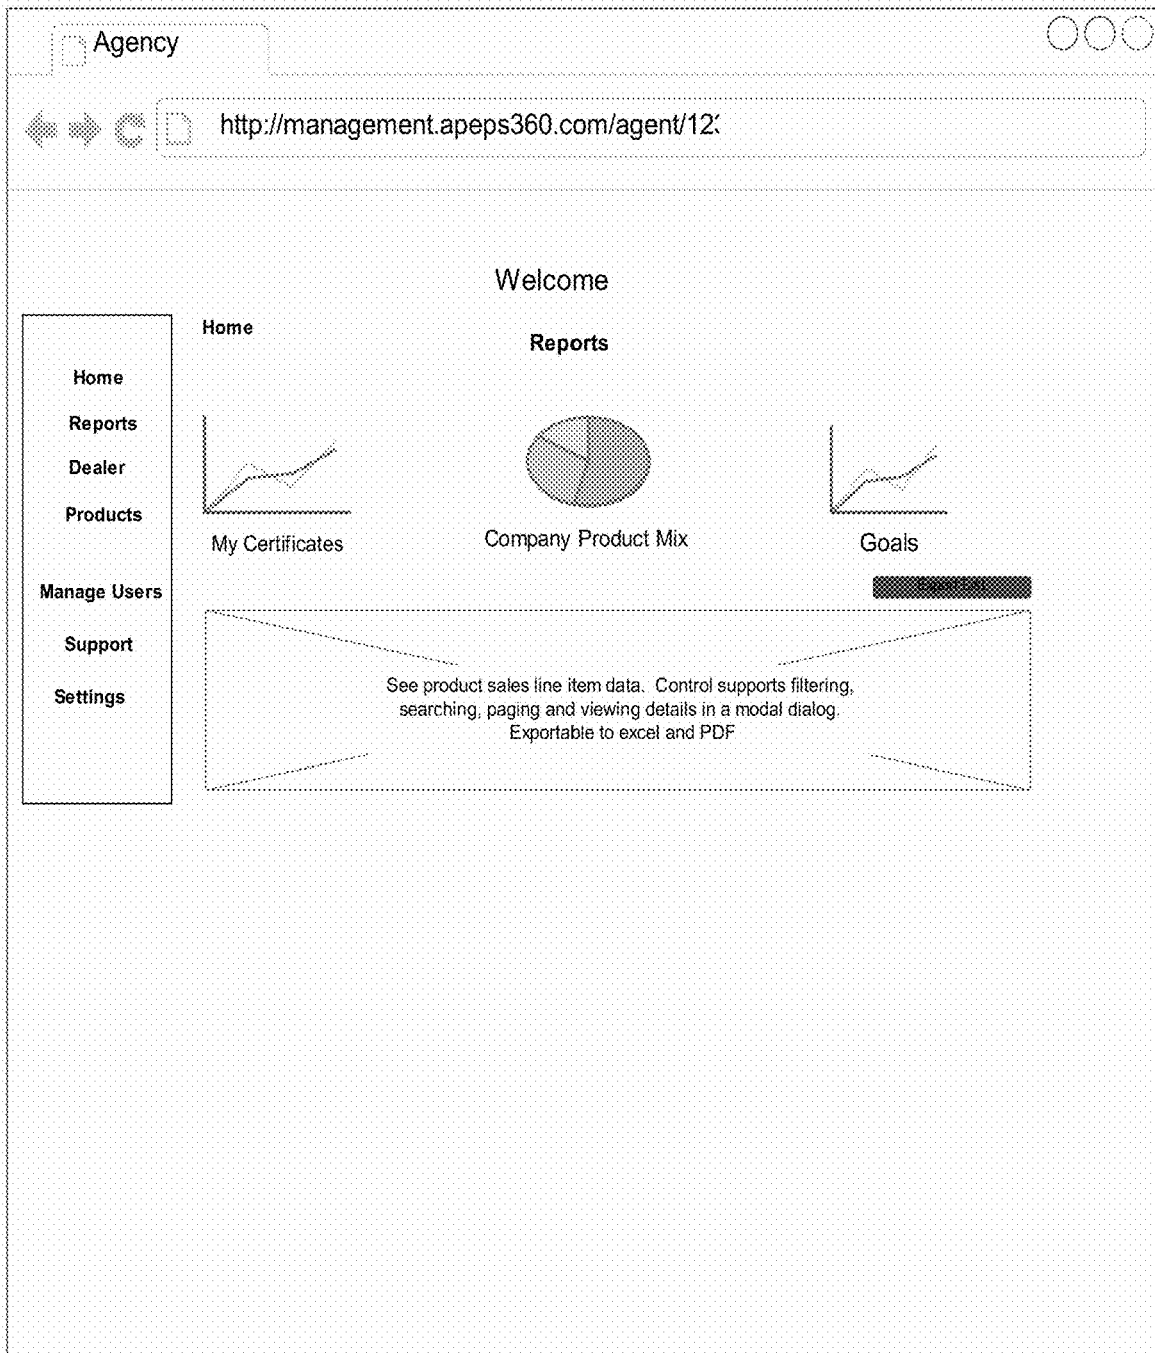 Agency
http://management.apeps360.com/agent/123
Welcome
Home
Reports
Home
Reports
Dealer
Products
Manage Users
Support
Settings
My Certificates
Company Product Mix
Goals
See product sales line item data. Control supports filtering,
searching, paging and viewing details in a modal dialog.
Exportable to excel and PDF